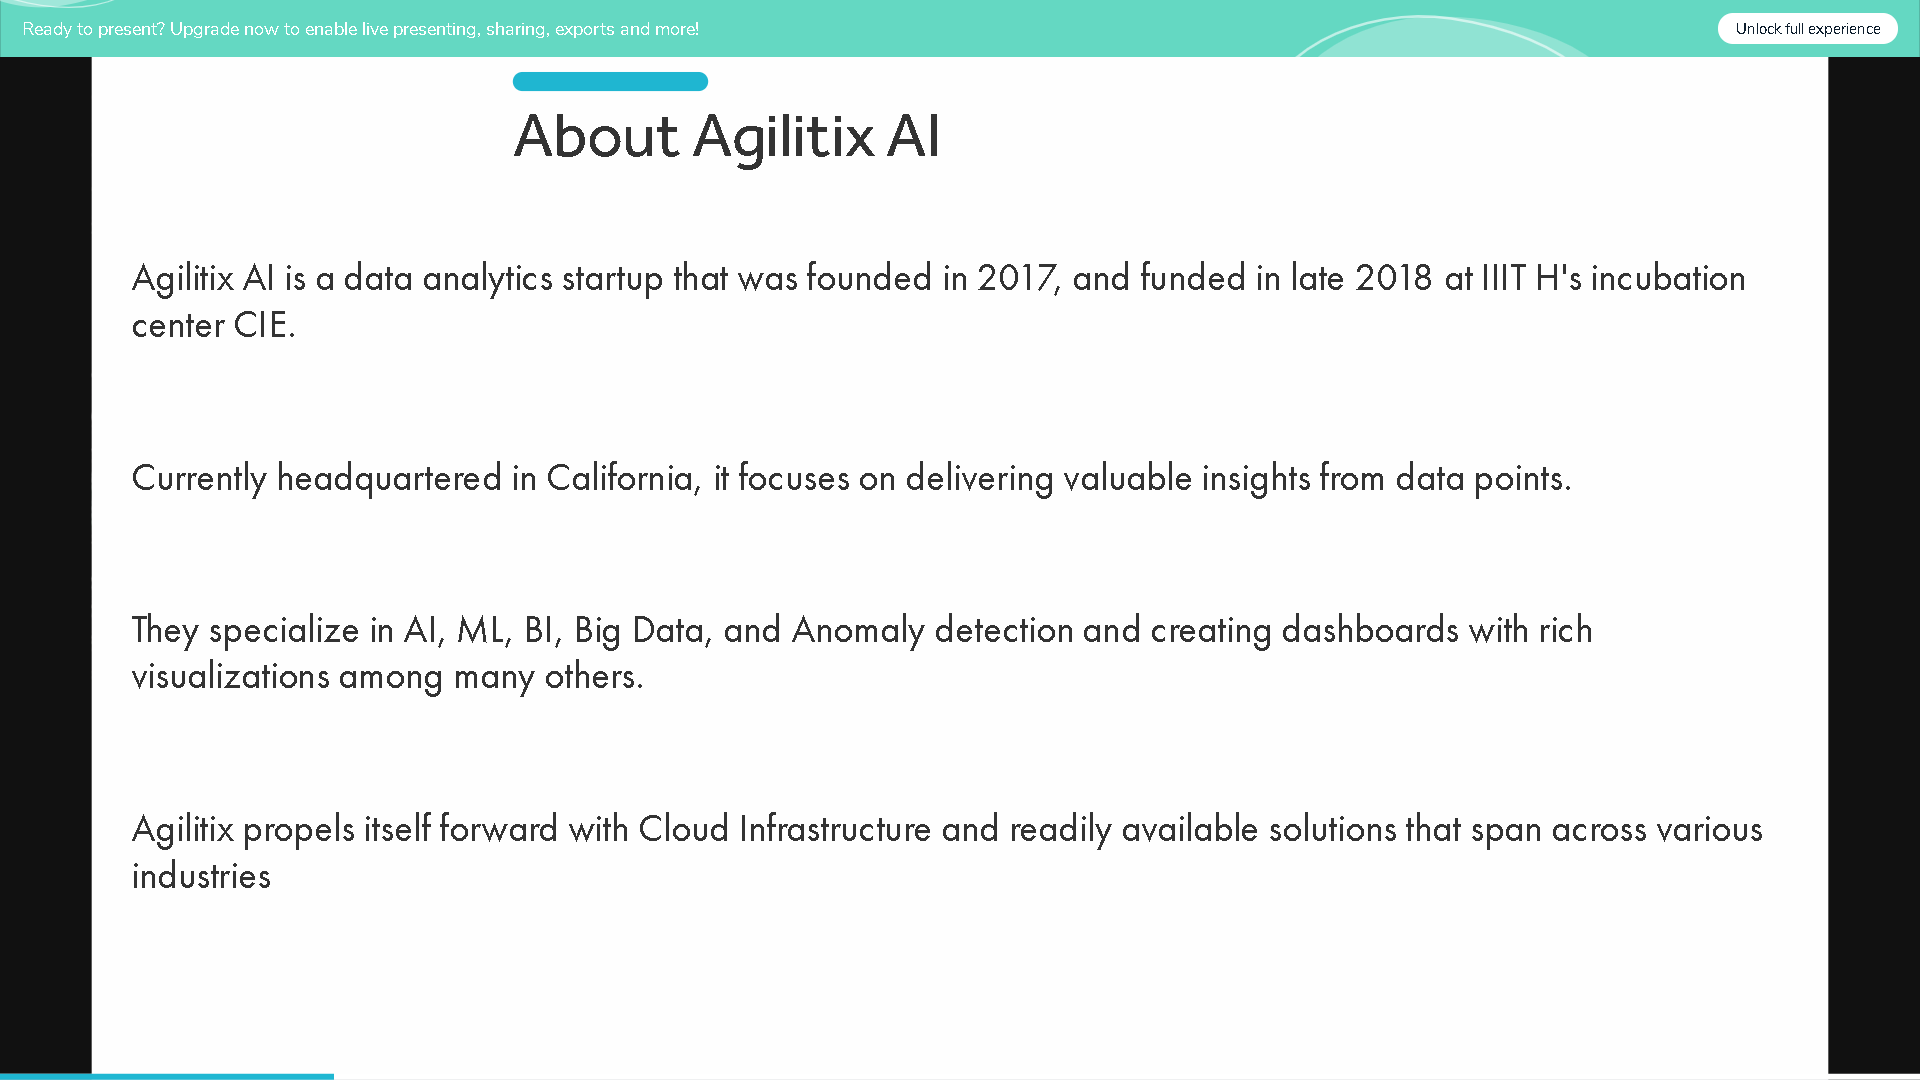 Ready to present? Upgrade now to enable live presenting, sharing, exports and more!
Unlock full experience
About Agilitix AI
Agilitix AI is a data analytics startup that was founded in 2017, and funded in late 2018 at IIIT H's incubation
center CIE.
Currently headquartered in California, it focuses on delivering valuable insights from data points.
They specialize in AI, ML, BI, Big Data, and Anomaly detection and creating dashboards with rich
visualizations among many others.
Agilitix propels itself forward with Cloud Infrastructure and readily available solutions that span across various
industries